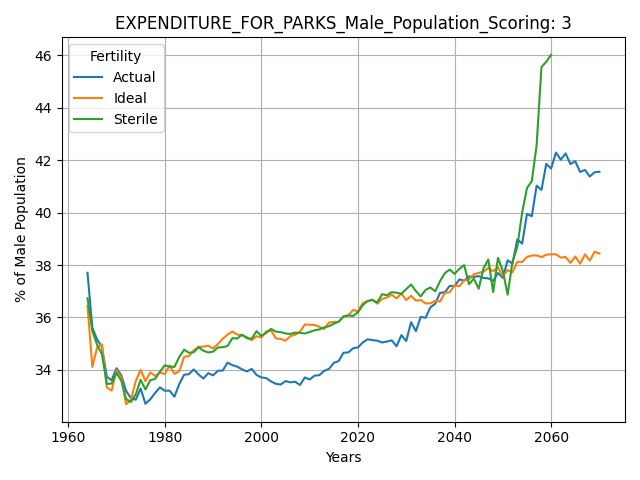 EXPENDITURE_FOR_PARKS_Male_Population_Scoring: 3
Fertility
Actual
Ideal
Sterile
% of Male Population
46
44
42
40
38
36
34
1960 1980 2000 2020 2040 2060
Years